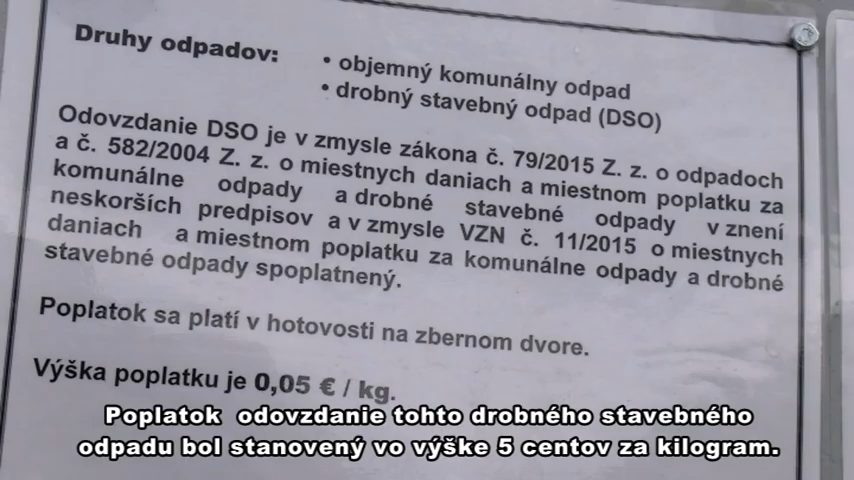 Druhy odpadov:
• objemný komunálny odpad
• drobný stavebný odpad (DSO)
Odovzdanie DSO je v zmysle zákona č. 79/2015 Z. z. o odpadoch
a č. 582/2004 Z. z. o miestnych daniach a miestnom poplatku za
komunálne odpady a drobné stavebné odpady v znení
neskorších predpisov a v zmysle VZN č. 11/2015 o miestnych
daniach a miestnom poplatku za komunálne odpady a drobné
stavebné odpady spoplatnený.
Poplatok sa platí v hotovosti na zbernom dvore.
Výška poplatku je 0,05 € / kg.
Poplatok odovzdanie tohto drobného stavebného
odpadu bol stanovený vo výške 5 centov za kilogram.